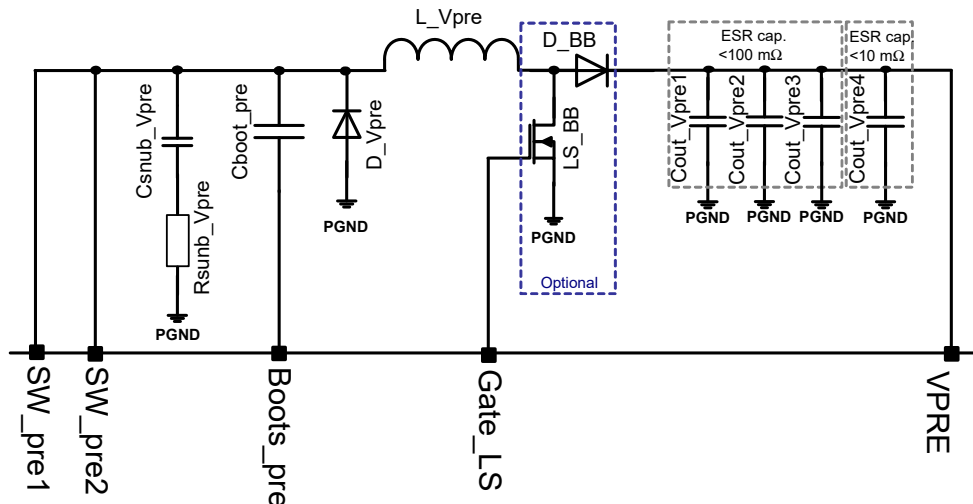 L_Vpre
D_BB
ESR cap.
<100 mΩ
ESR cap.
<10 mΩ
Csnub_Vpre
Rsunb_Vpre
PGND
Cboot_pre
D_Vpre
PGND
LS_BB
PGND
Optional
Cout_Vpre1
Cout_Vpre2
Cout_Vpre3
Cout_Vpre4
PGND
PGND
PGND
PGND
SW_pre1
SW_pre2
Boots_pre
Gate_LS
VPRE